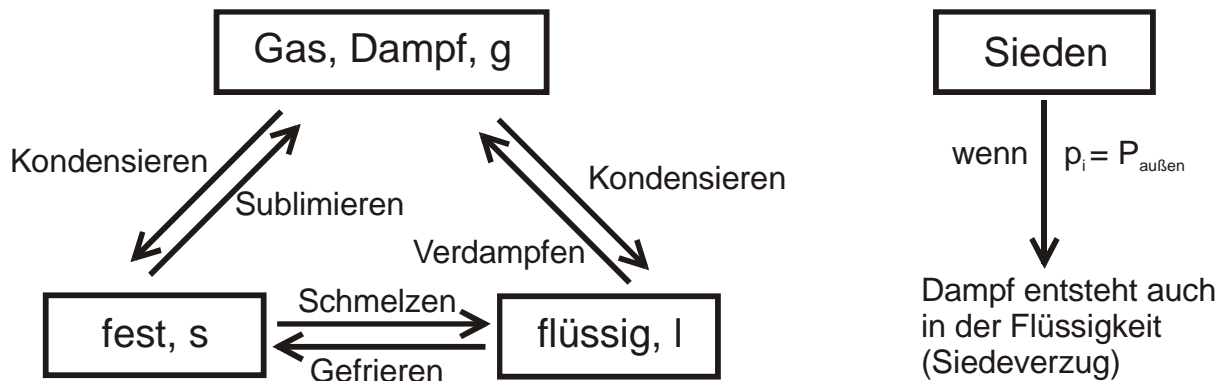 Gas, Dampf, g
Kondensieren
Sublimieren
Kondensieren
Verdampfen
fest, s
Schmelzen
Gefrieren
flüssig, l
Sieden
wenn pi = Paußen
Dampf entsteht auch
in der Flüssigkeit
(Siedeverzug)